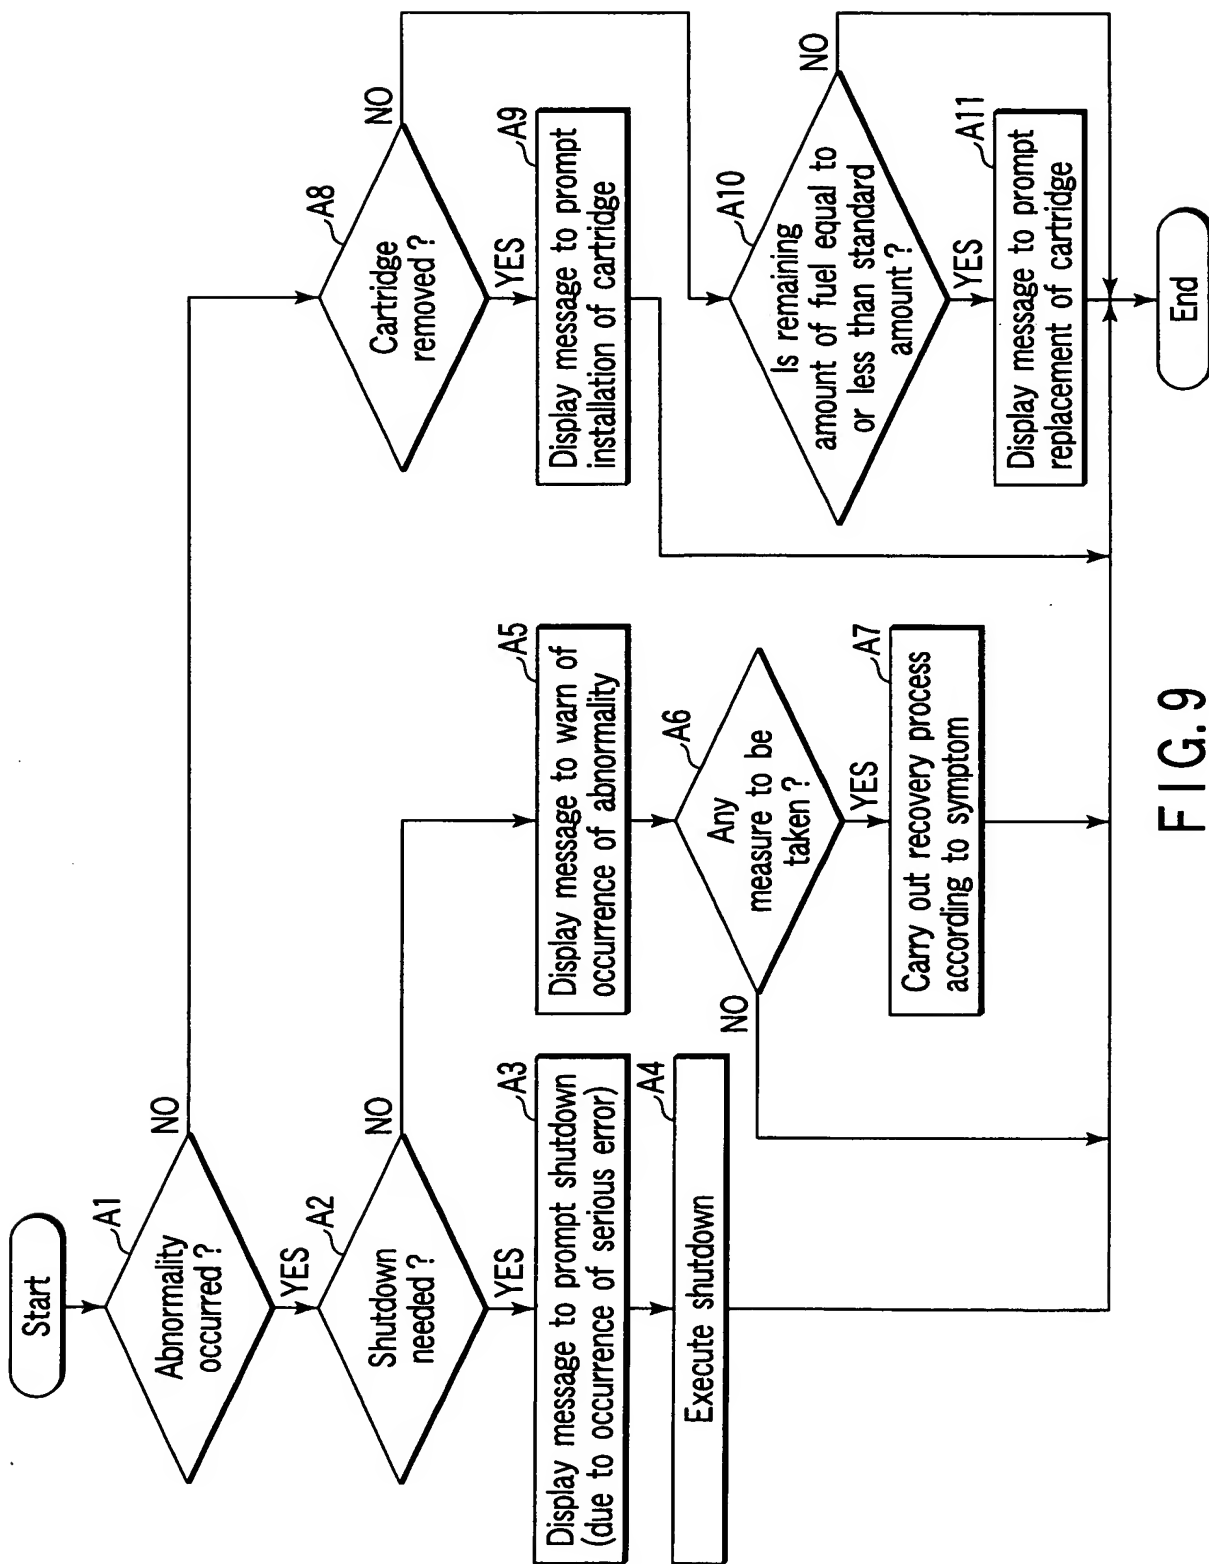 Start
A1
Abnormality
occurred ?
NO
YES
A2
Shutdown
needed ?
NO
YES
A3
Display message to prompt shutdown
(due to occurrence of serious error)
A4
Execute shutdown
A5
Display message to warn of
occurrence of abnormality
A6
Any
measure to be
taken ?
NO
YES
A7
Carry out recovery process
according to symptom
A8
Cartridge
removed ?
NO
YES
A9
Display message to prompt
installation of cartridge
A10
Is remaining
amount of fuel equal to
or less than standard
amount ?
NO
YES
A11
Display message to prompt
replacement of cartridge
End
FIG. 9